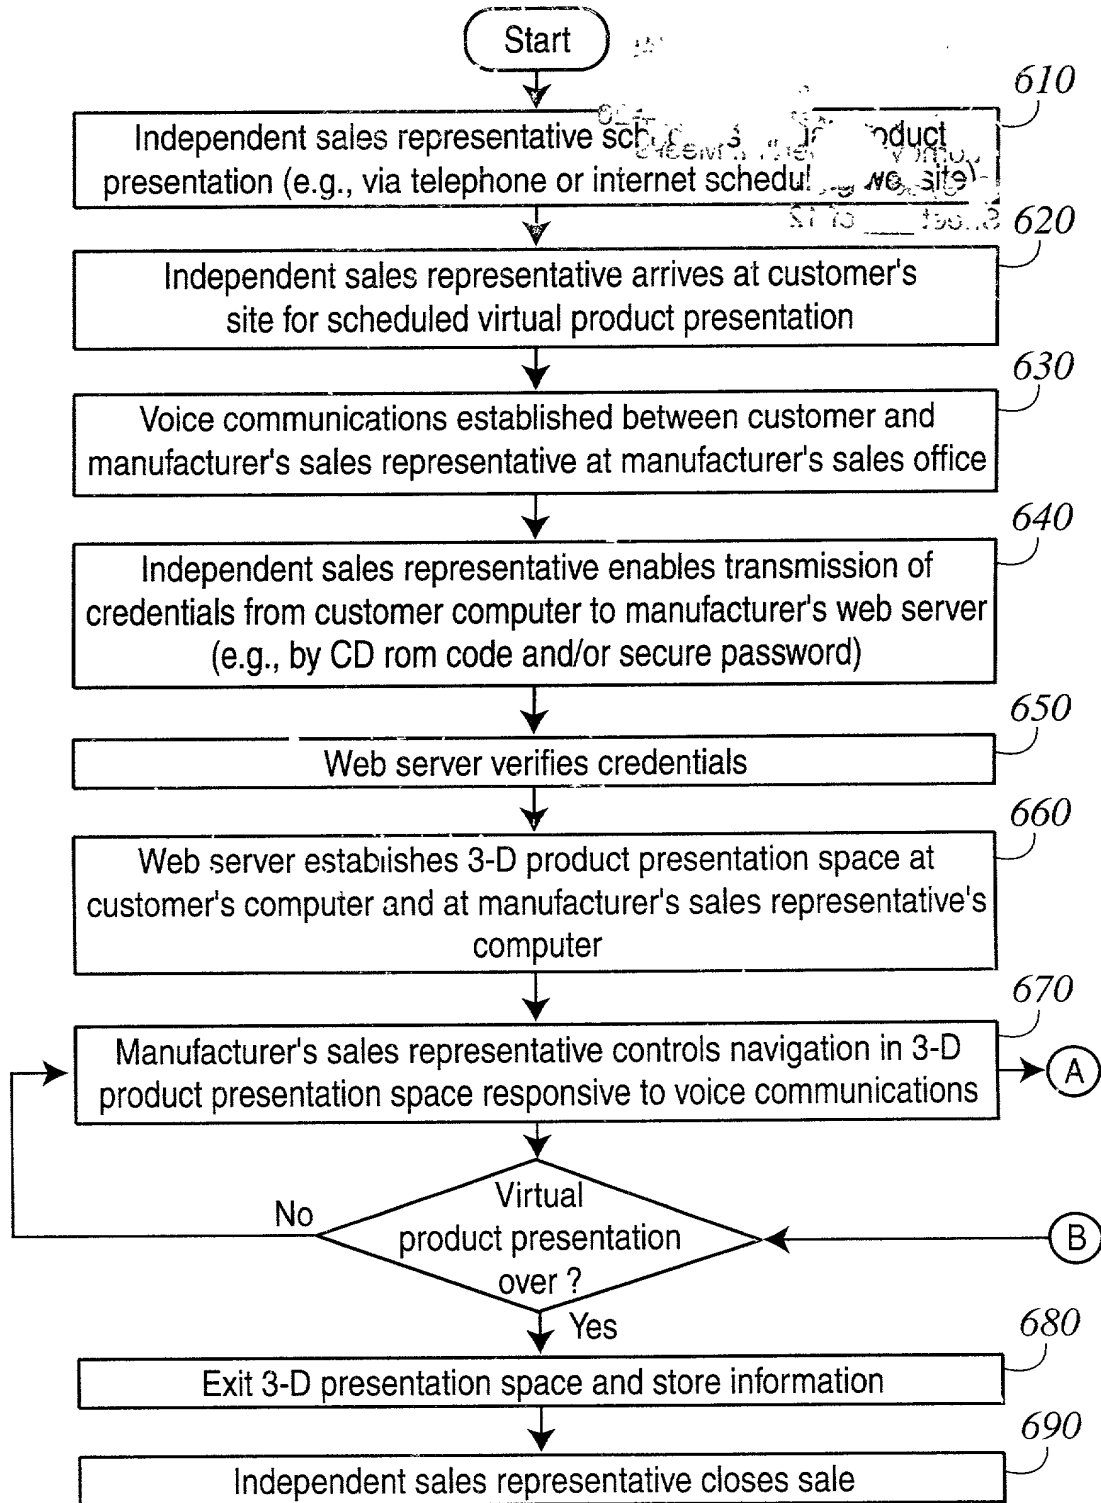 Start
610
Independent sales representative product
presentation (e.g., via telephone or internet
620
Independent sales representative arrives at customer's
site for scheduled virtual product presentation
630
Voice communications established between customer and
manufacturer's sales representative at manufacturer's sales office
640
Independent sales representative enables transmission of
credentials from customer computer to manufacturer's web server
(e.g., by CD rom code and/or secure password)
650
Web server verifies credentials
660
Web server establishes 3-D product presentation space at
customer's computer and at manufacturer's sales representative's
computer
670
Manufacturer's sales representative controls navigation in 3-D
product presentation space responsive to voice communications
A
No
Virtual
product presentation
over ?
B
Yes
680
Exit 3-D presentation space and store information
690
Independent sales representative closes sale